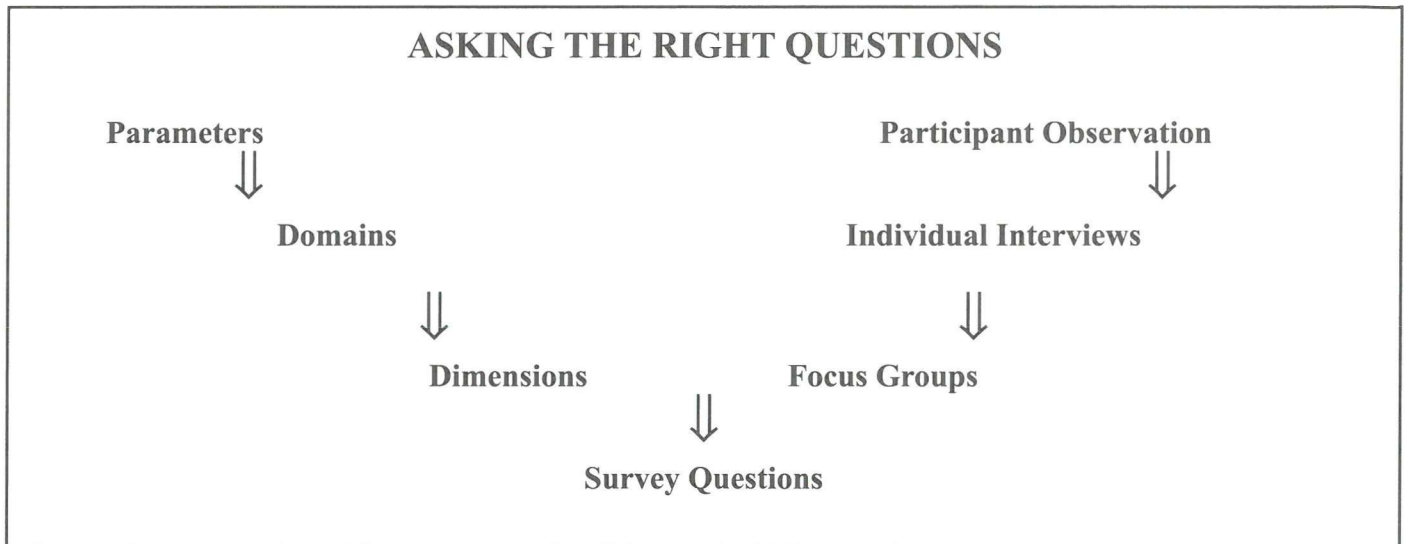 ASKING THE RIGHT QUESTIONS
Parameters Participant Observation
⇓ ⇓
Domains Individual Interviews
⇓ ⇓
Dimensions Focus Groups
⇓
Survey Questions